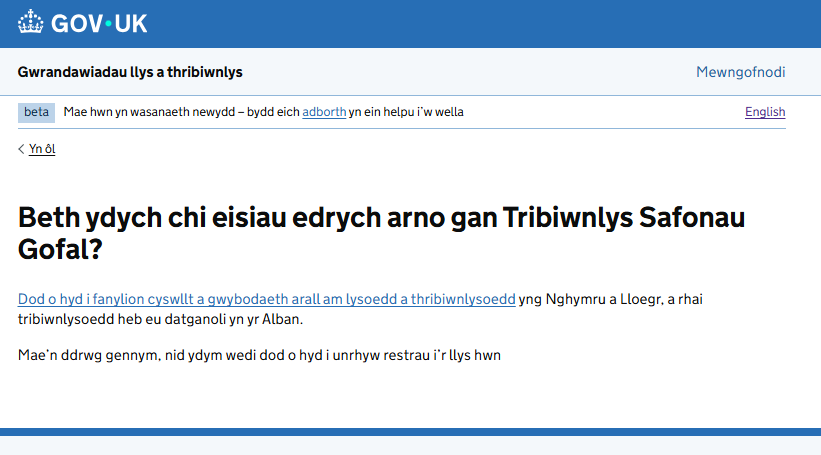 GOV·UK
Gwrandawiadau llys a thribiwnlys
Mewngofnodi
beta Mae hwn yn wasanaeth newydd – bydd eich adborth yn ein helpu i'w wella
English
Yn ôl
Beth ydych chi eisiau edrych arno gan Tribiwnlys Safonau
Gofal?
Dod o hyd i fanylion cyswllt a gwybodaeth arall am lysoedd a thribiwnlysoedd yng Nghymru a Lloegr, a rhai
tribiwnlysoedd heb eu datganoli yn yr Alban.
Mae'n ddrwg gennym, nid ydym wedi dod o hyd i unrhyw restrau i'r llys hwn